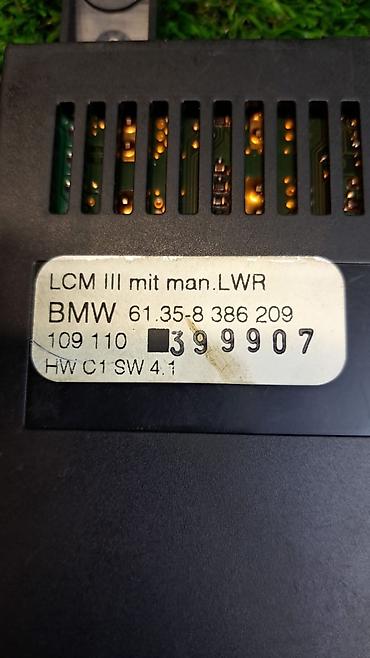 LCM III mit man.LWR
BMW 61.35-8 386 209
109 110 399907
HW C1 SW 4.1